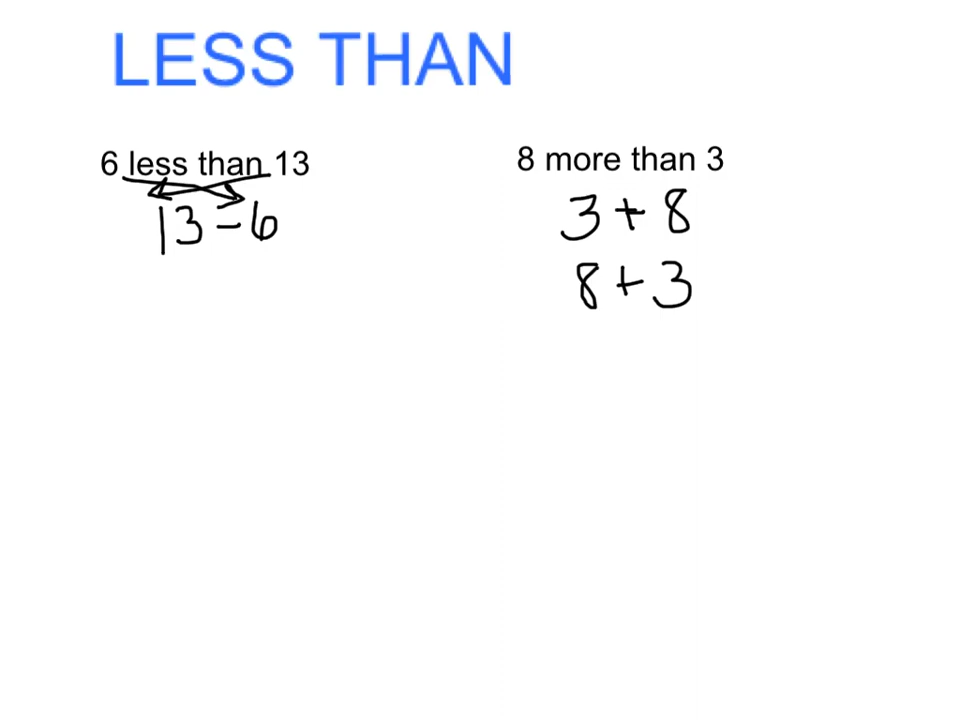 LESS THAN
6 less than 13
13 - 6
8 more than 3
3 + 8
8 + 3